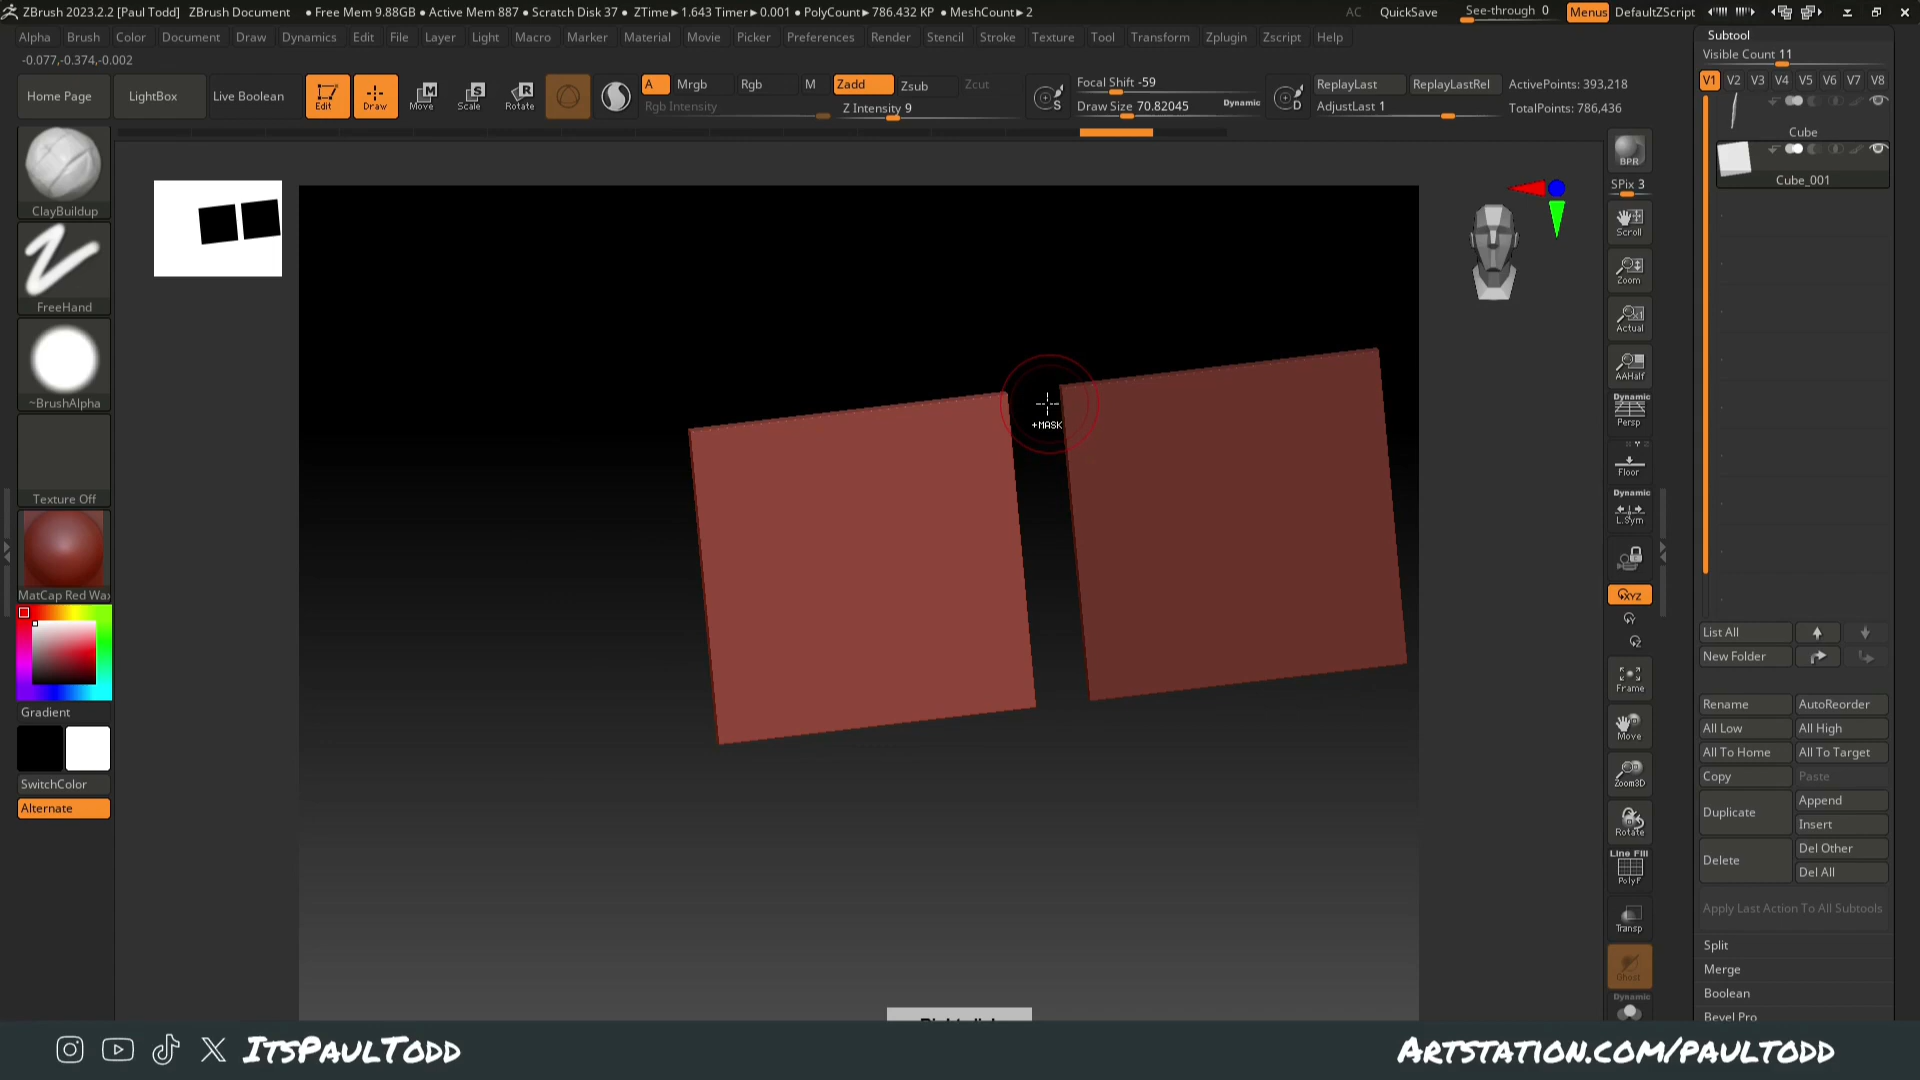 ZBrush 2023.2.2 [Paul Todd] ZBrush Document ● Free Mem 9.88GB ● Active Mem 887 ● Scratch Disk 37 ● ZTime►1.643 Timer►0.001 ● PolyCount►786.432 KP ● MeshCount►2 AC QuickSave See-through 0 Menus DefaultZScript
Alpha Brush Color Document Draw Dynamics Edit File Layer Light Macro Marker Material Movie Picker Preferences Render Stencil Stroke Texture Tool Transform Zplugin Zscript Help
-0.077,-0.374,-0.002
Home Page LightBox Live Boolean Edit Draw Move Scale Rotate
A Mrgb Rgb M Zadd Zsub Zcut
Rgb Intensity Z Intensity 9
S Focal Shift -59
Draw Size 70.82045 Dynamic
D ReplayLast ReplayLastRel ActivePoints: 393,218
AdjustLast 1 TotalPoints: 786,436
ClayBuildup
FreeHand
~BrushAlpha
Texture Off
MatCap Red Wax
Gradient
SwitchColor
Alternate
+MASK
BPR
SPix 3
Scroll
Zoom
Actual
AAHalf
Dynamic
Persp
Floor
Dynamic
L.Sym
XYZ
Y
Z
Frame
Move
Zoom3D
Rotate
Line Fill
PolyF
Transp
Ghost
Dynamic
Subtool
Visible Count 11
V1 V2 V3 V4 V5 V6 V7 V8
Cube
Cube_001
List All
New Folder
Rename AutoReorder
All Low All High
All To Home All To Target
Copy Paste
Duplicate Append
Insert
Delete Del Other
Del All
Apply Last Action To All Subtools
Split
Merge
Boolean
Bevel Pro
ItsPaulTodd
Artstation.com/paultodd